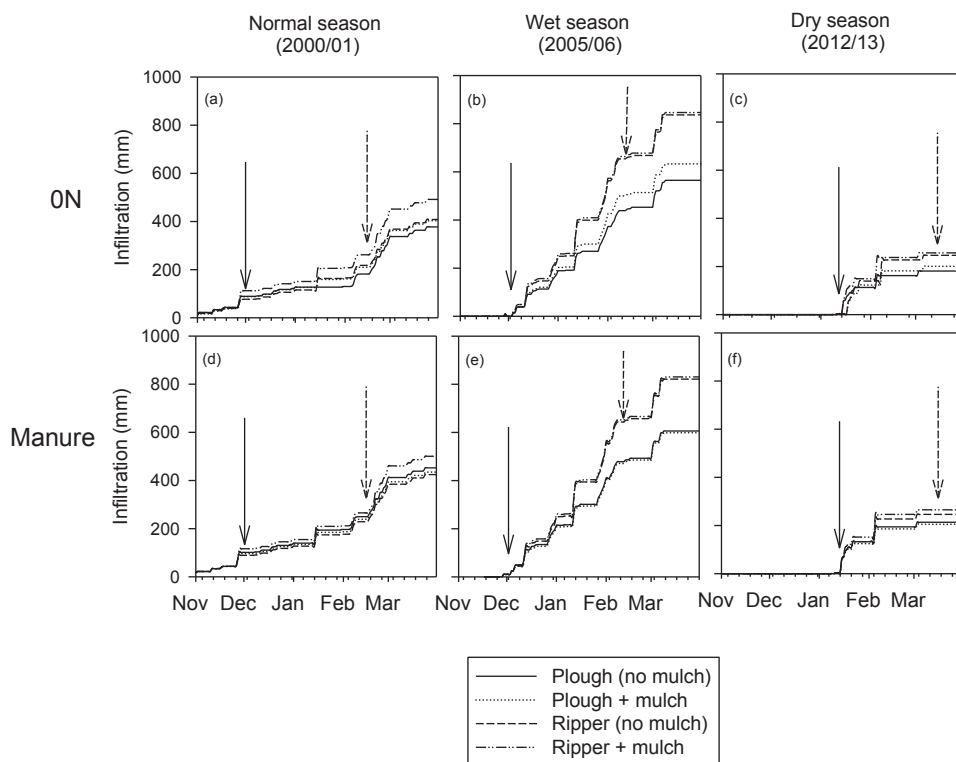 Normal season
(2000/01)
Wet season
(2005/06)
Dry season
(2012/13)
0N
Infiltration (mm)
1000
800
600
400
200
0
(a)
(b)
(c)
Manure
Infiltration (mm)
1000
800
600
400
200
0
(d)
(e)
(f)
Nov Dec Jan Feb Mar
Nov Dec Jan Feb Mar
Nov Dec Jan Feb Mar
Plough (no mulch)
Plough + mulch
Ripper (no mulch)
Ripper + mulch